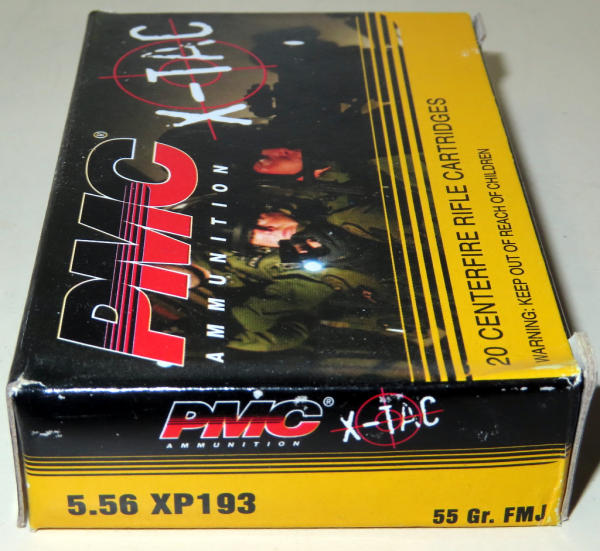 PMC®
AMMUNITION
X-TAC
20 CENTERFIRE RIFLE CARTRIDGES
WARNING: KEEP OUT OF REACH OF CHILDREN
PMC® X-TAC
AMMUNITION
5.56 XP193
55 Gr. FMJ